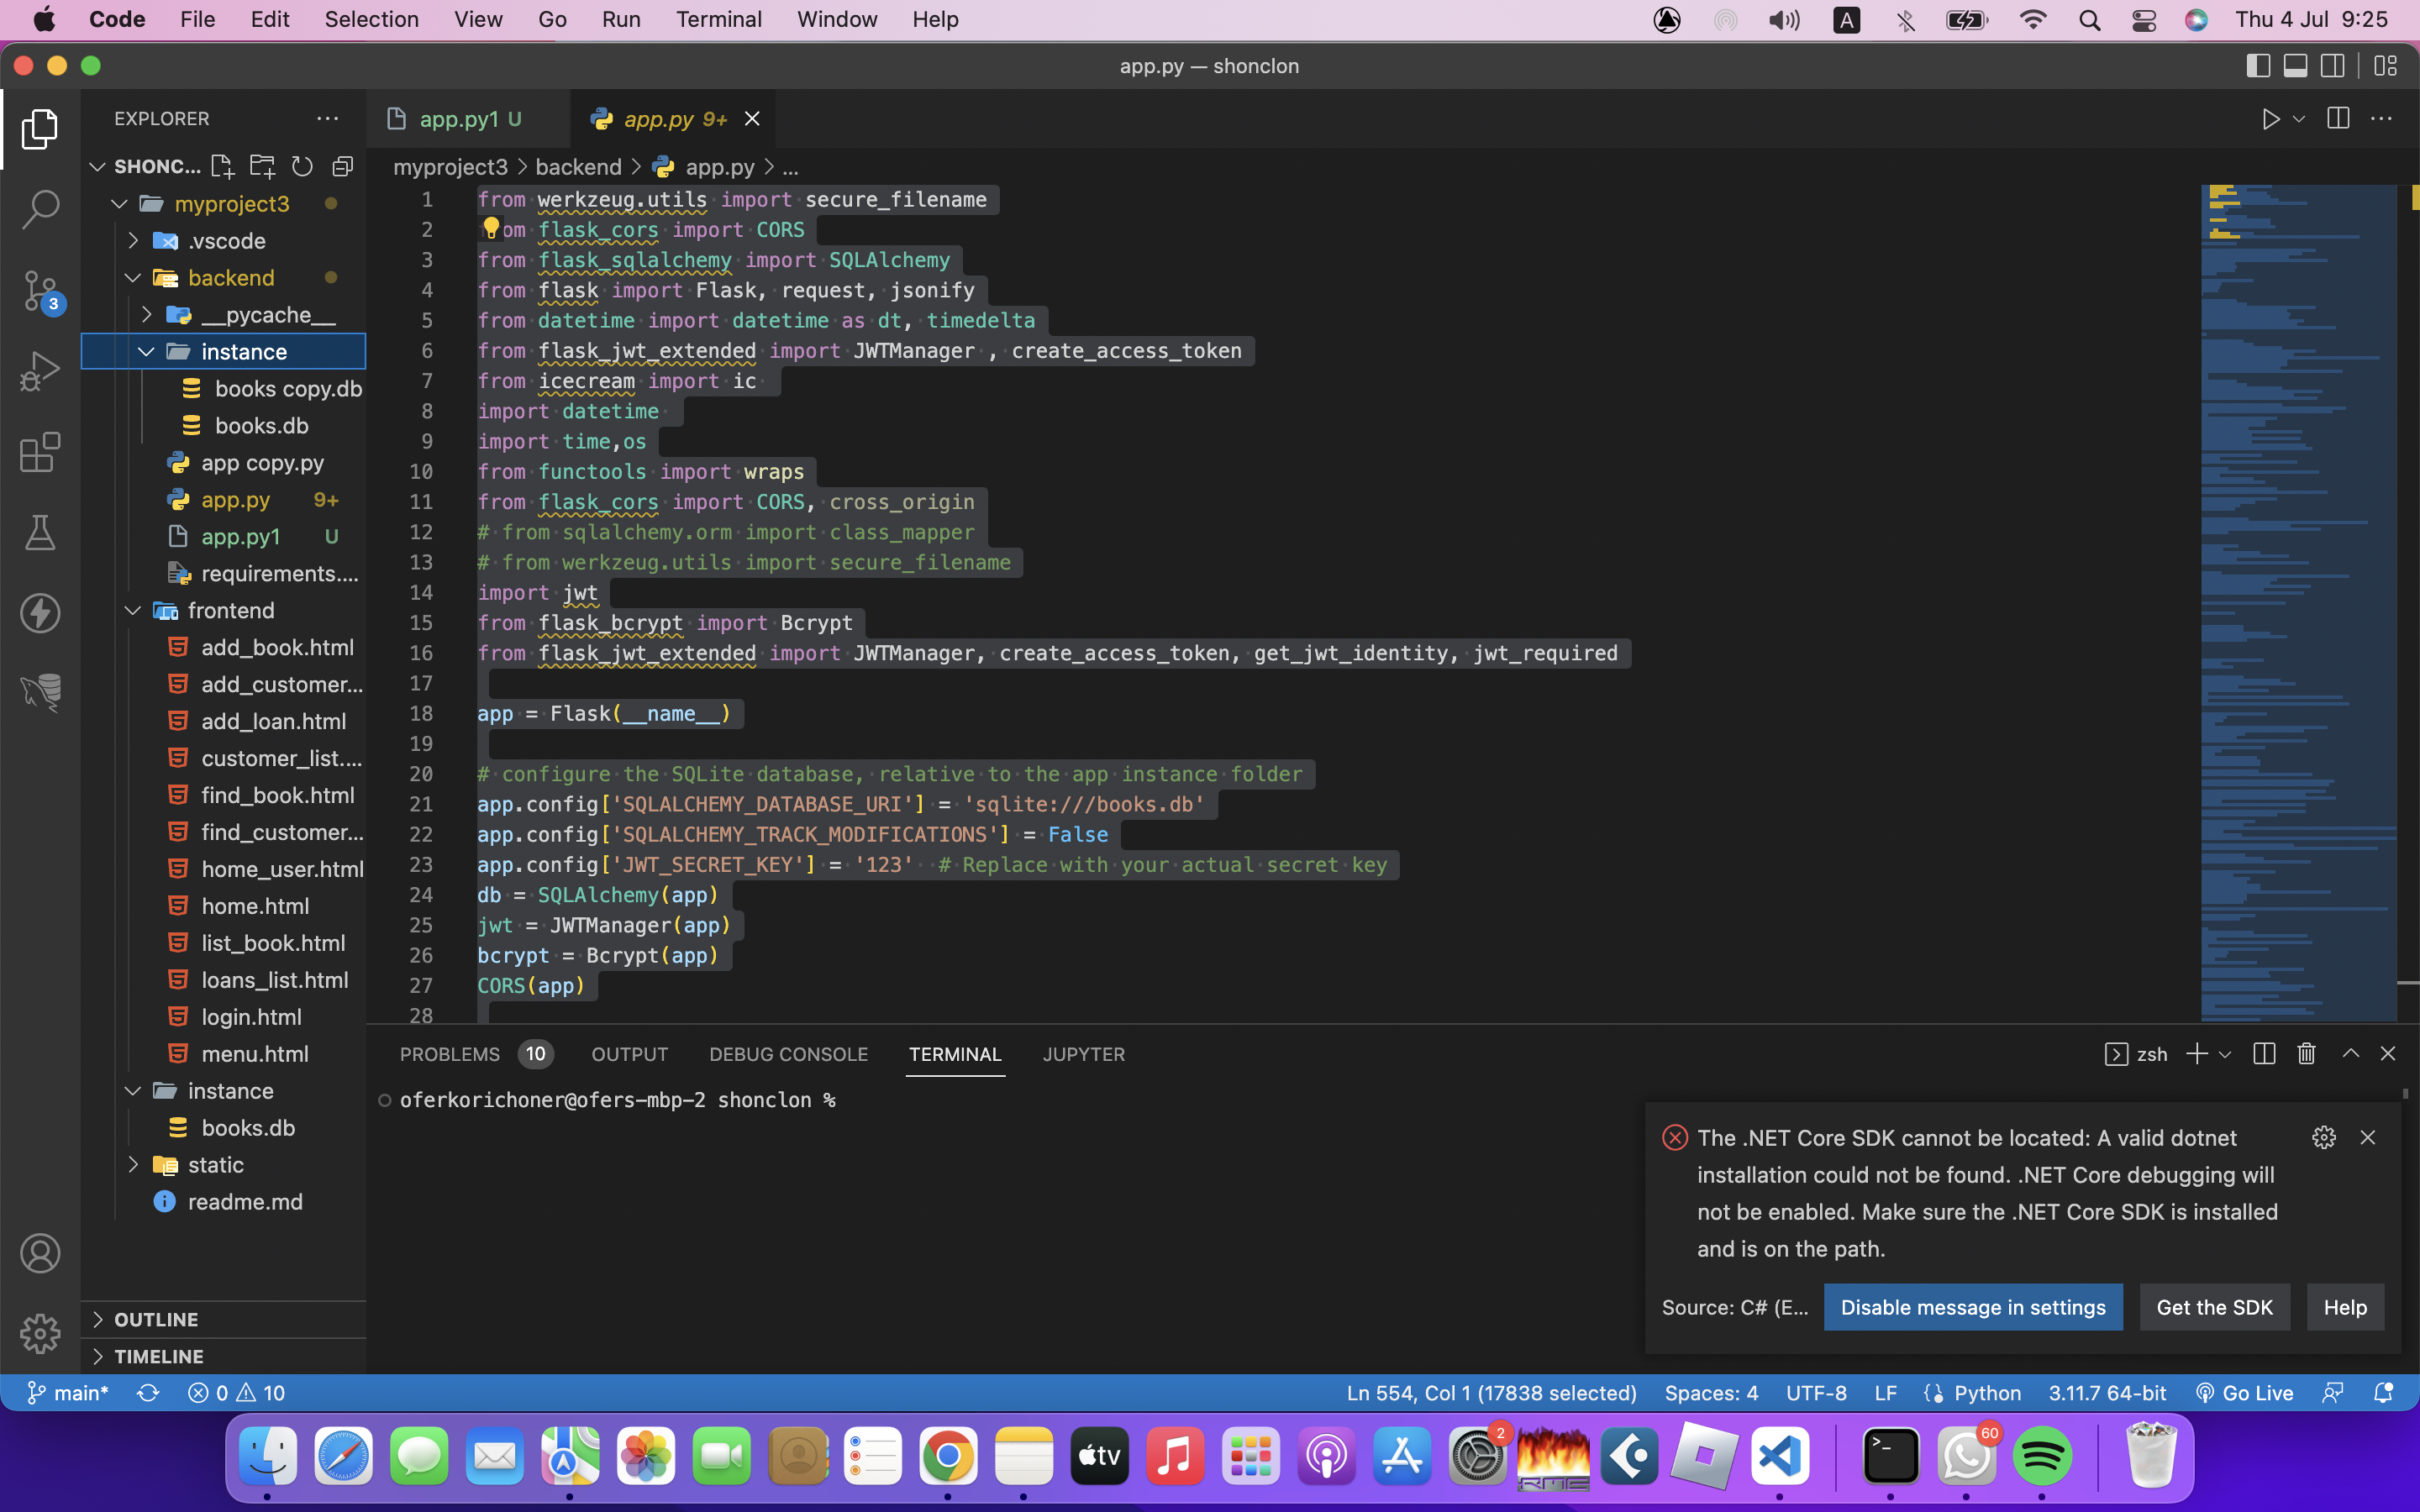 Code File Edit Selection View Go Run Terminal Window Help
A
Thu 4 Jul 9:25
app.py — shonclon
EXPLORER
SHONC...
myproject3
.vscode
backend
__pycache__
instance
books copy.db
books.db
app copy.py
app.py 9+
app.py1 U
requirements....
frontend
add_book.html
add_customer...
add_loan.html
customer_list....
find_book.html
find_customer...
home_user.html
home.html
list_book.html
loans_list.html
login.html
menu.html
instance
books.db
static
readme.md
OUTLINE
TIMELINE
3
app.py1 U
app.py 9+
myproject3 > backend > app.py > ...
1 from werkzeug.utils import secure_filename
2 om flask_cors import CORS
3 from flask_sqlalchemy import SQLAlchemy
4 from flask import Flask, request, jsonify
5 from datetime import datetime as dt, timedelta
6 from flask_jwt_extended import JWTManager , create_access_token
7 from icecream import ic
8 import datetime
9 import time,os
10 from functools import wraps
11 from flask_cors import CORS, cross_origin
12 # from sqlalchemy.orm import class_mapper
13 # from werkzeug.utils import secure_filename
14 import jwt
15 from flask_bcrypt import Bcrypt
16 from flask_jwt_extended import JWTManager, create_access_token, get_jwt_identity, jwt_required
17
18 app = Flask(__name__)
19
20 # configure the SQLite database, relative to the app instance folder
21 app.config['SQLALCHEMY_DATABASE_URI'] = 'sqlite:///books.db'
22 app.config['SQLALCHEMY_TRACK_MODIFICATIONS'] = False
23 app.config['JWT_SECRET_KEY'] = '123'  # Replace with your actual secret key
24 db = SQLAlchemy(app)
25 jwt = JWTManager(app)
26 bcrypt = Bcrypt(app)
27 CORS(app)
28
PROBLEMS 10 OUTPUT DEBUG CONSOLE TERMINAL JUPYTER
zsh
oferkorichoner@ofers-mbp-2 shonclon %
The .NET Core SDK cannot be located: A valid dotnet
installation could not be found. .NET Core debugging will
not be enabled. Make sure the .NET Core SDK is installed
and is on the path.
Source: C# (E...
Disable message in settings
Get the SDK
Help
main* 0 10
Ln 554, Col 1 (17838 selected) Spaces: 4 UTF-8 LF Python 3.11.7 64-bit Go Live
tv
2
RME
60